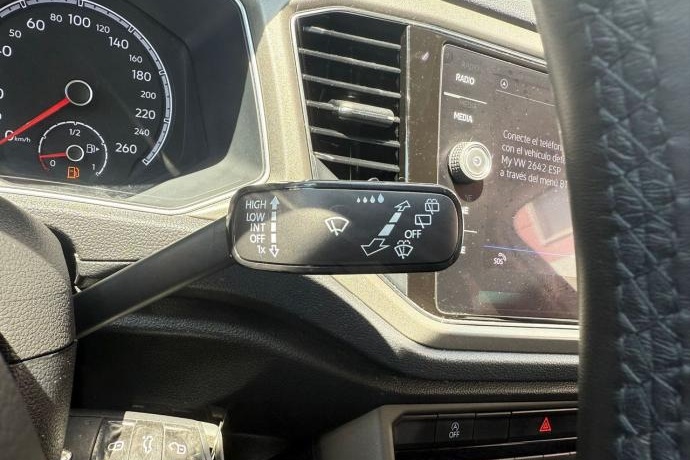 60
80
100
120
140
160
180
200
220
240
260
0
km/h
1/2
0
1
RADIO
MEDIA
Conecte el teléfono
con el vehículo de
My VW 2642 ESP
a través del menú
SOS
HIGH
LOW
INT
OFF
1x
OFF
OFF